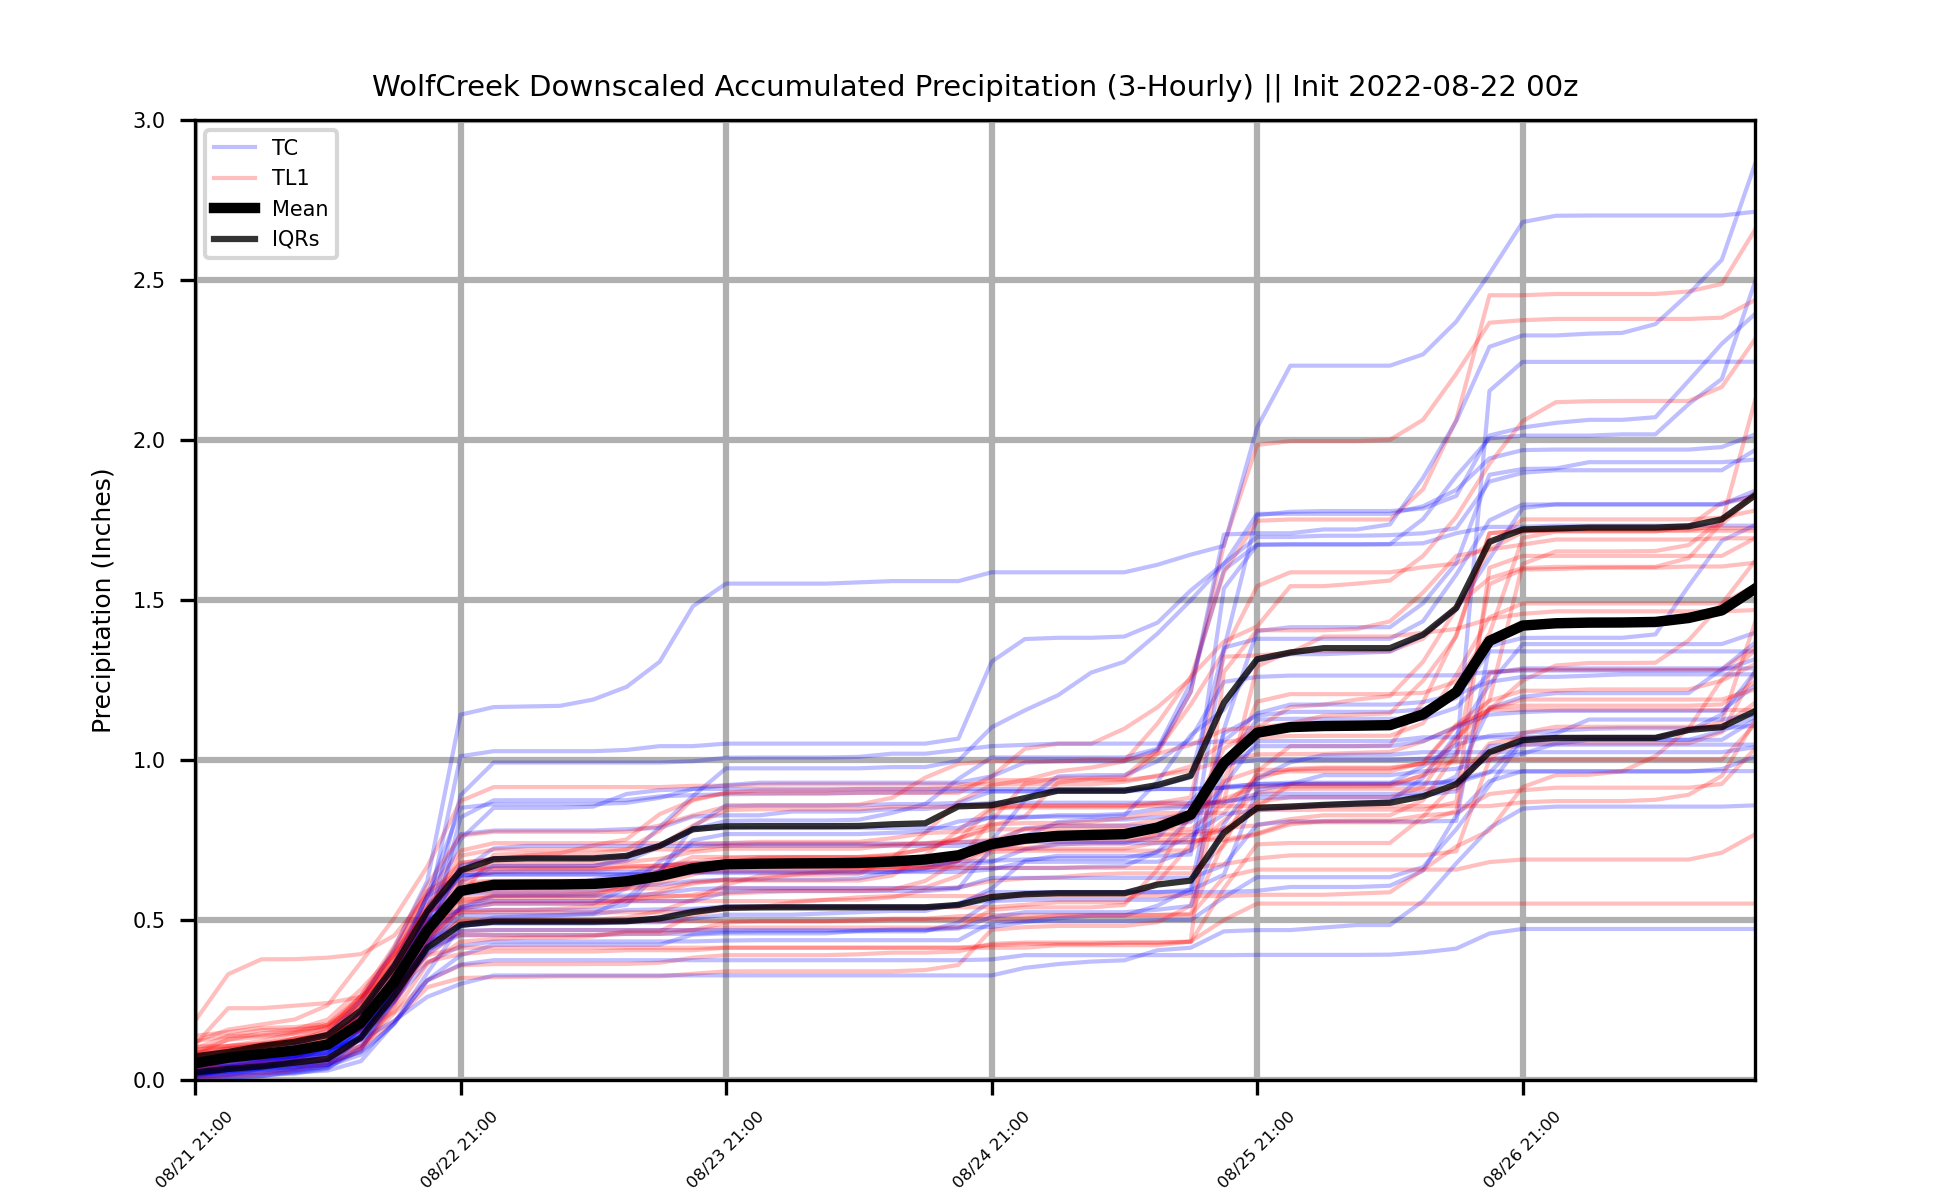 WolfCreek Downscaled Accumulated Precipitation (3-Hourly) || Init 2022-08-22 00z
3.0
2.5
2.0
1.5
1.0
0.5
0.0
Precipitation (Inches)
TC
TL1
Mean
IQRs
08/21 21:00
08/22 21:00
08/23 21:00
08/24 21:00
08/25 21:00
08/26 21:00